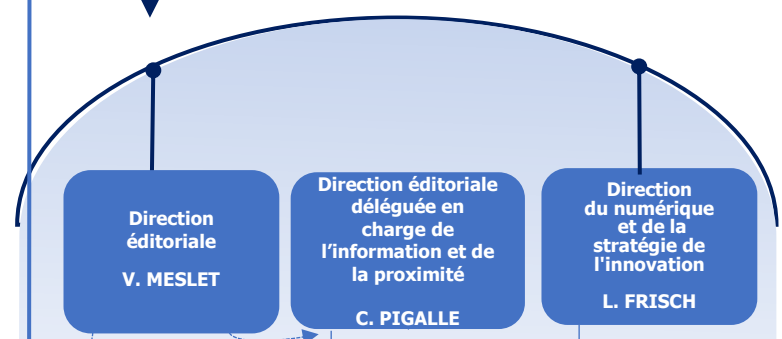 Direction
éditoriale
V. MESLET
Direction éditoriale
déléguée en
charge de
l’information et de
la proximité
C. PIGALLE
Direction
du numérique
et de la
stratégie de
l'innovation
L. FRISCH